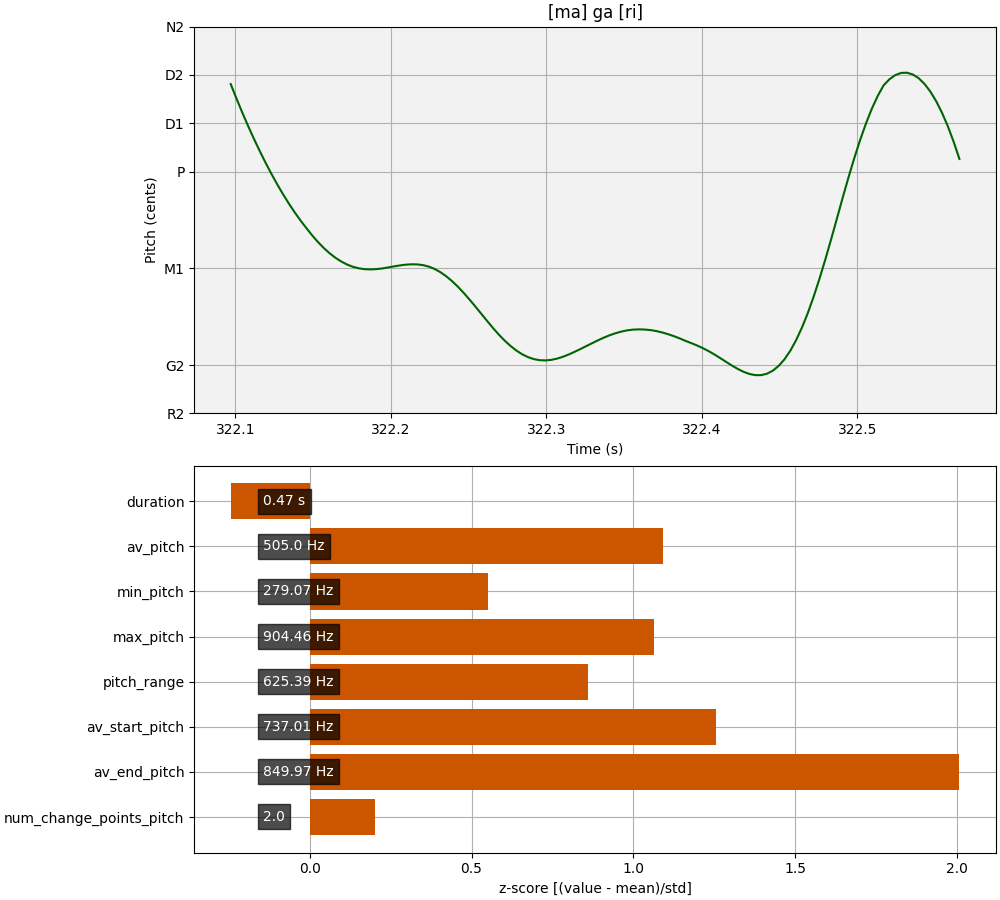 [ma] ga [ri]
N2
D2
D1
P
M1
G2
R2
Pitch (cents)
322.1 322.2 322.3 322.4 322.5
Time (s)
duration 0.47 s
av_pitch 505.0 Hz
min_pitch 279.07 Hz
max_pitch 904.46 Hz
pitch_range 625.39 Hz
av_start_pitch 737.01 Hz
av_end_pitch 849.97 Hz
num_change_points_pitch 2.0
0.0 0.5 1.0 1.5 2.0
z-score [(value - mean)/std]